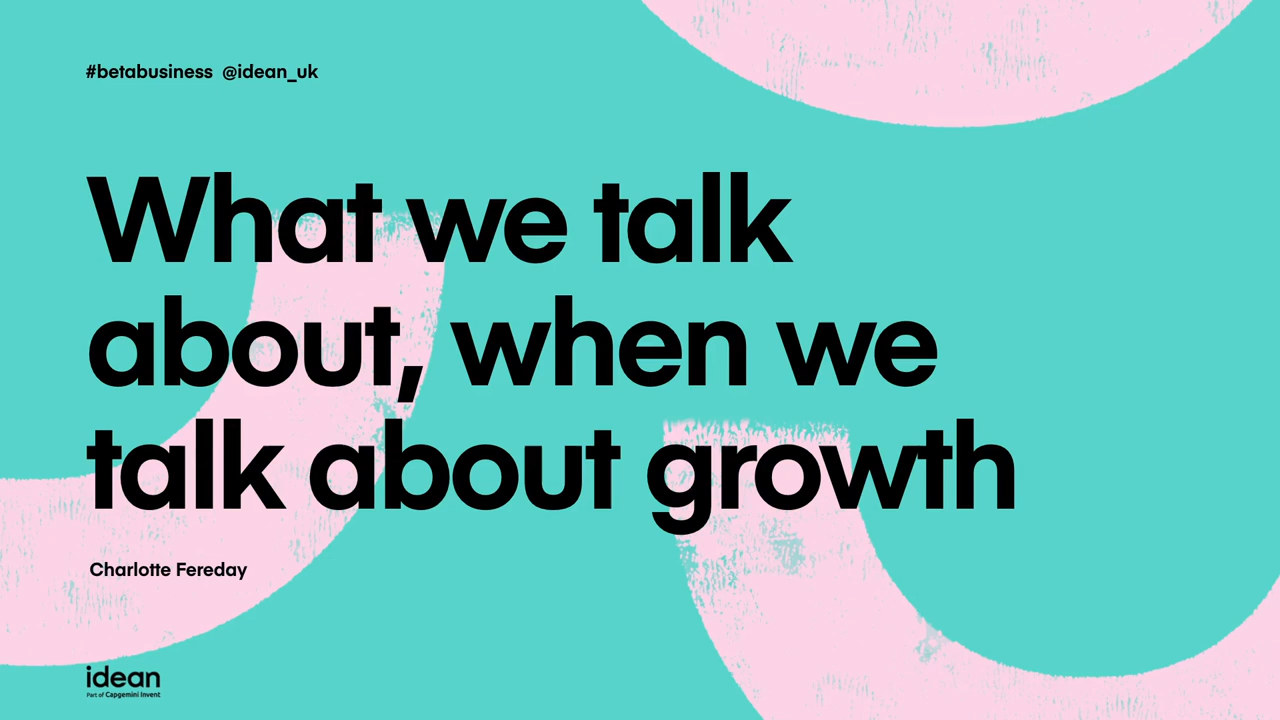 #betabusiness @idean_uk
What we talk
about, when we
talk about growth
Charlotte Fereday
idean
Part of Capgemini Invent